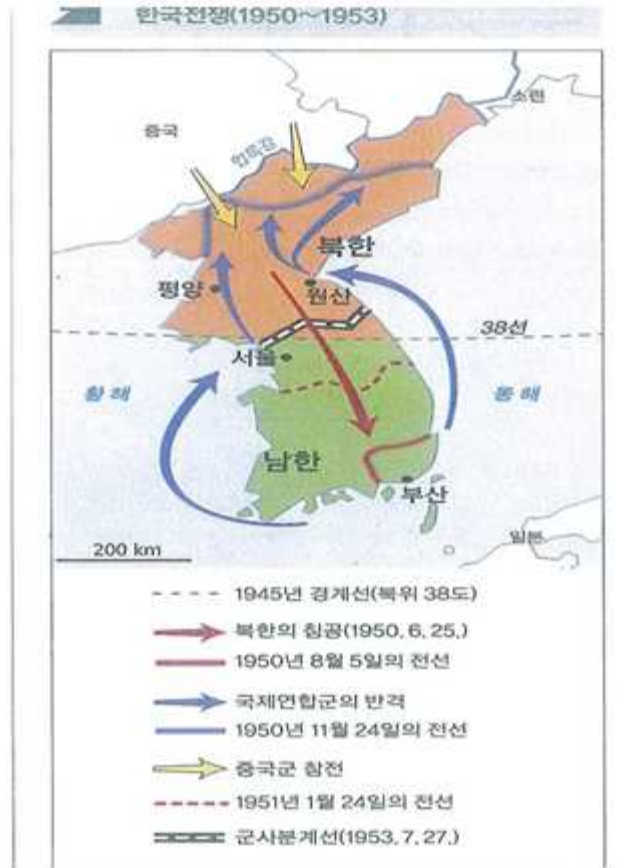 한국전쟁(1950~1953)
소련
중국
압록강
북한
평양
원산
38선
서울
황해
동해
남한
부산
200 km
일본
1945년 경계선(북위 38도)
북한의 침공(1950. 6. 25.)
1950년 8월 5일의 전선
국제연합군의 반격
1950년 11월 24일의 전선
중국군 참전
1951년 1월 24일의 전선
군사분계선(1953. 7. 27.)